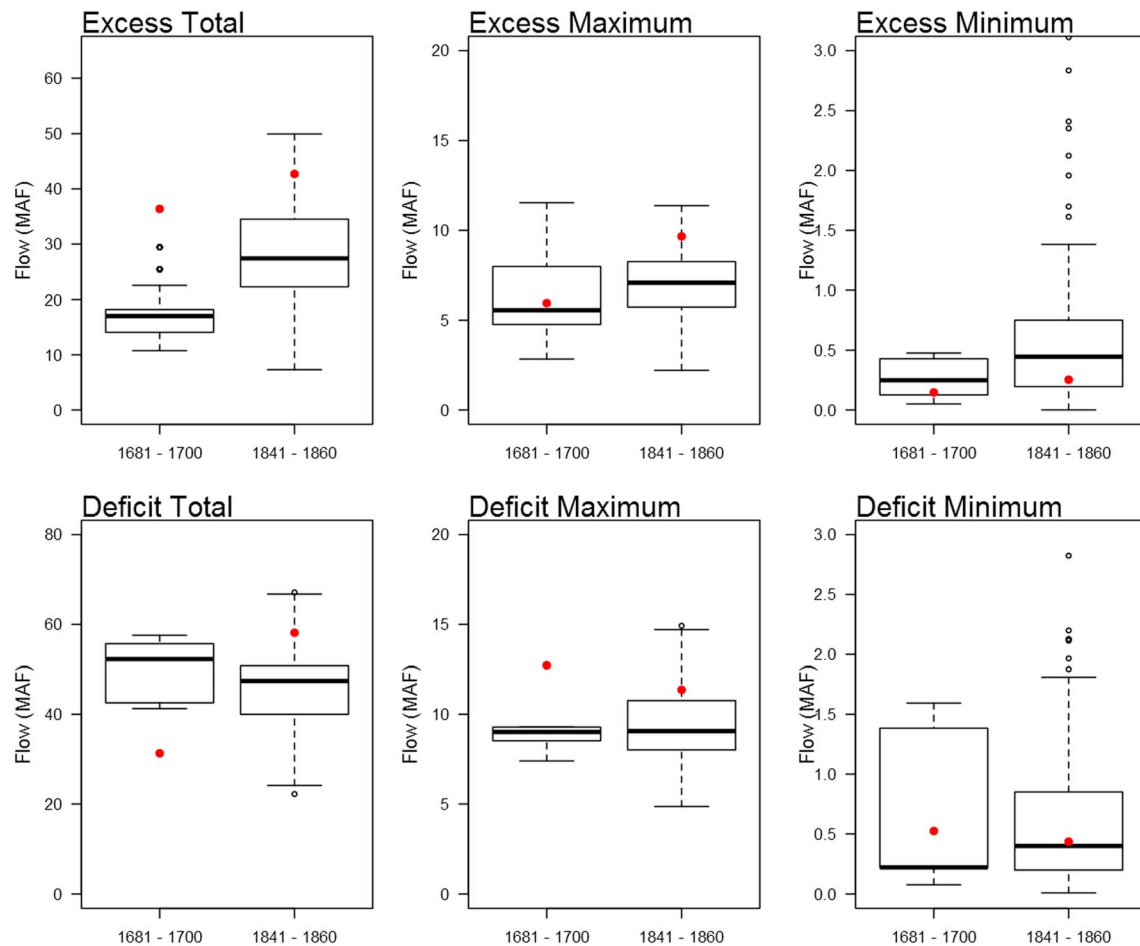 Excess Total
Excess Maximum
Excess Minimum
Flow (MAF)
60
50
40
30
20
10
0
1681 - 1700
1841 - 1860
Flow (MAF)
20
15
10
5
0
1681 - 1700
1841 - 1860
Flow (MAF)
3.0
2.5
2.0
1.5
1.0
0.5
0.0
1681 - 1700
1841 - 1860
Deficit Total
Deficit Maximum
Deficit Minimum
Flow (MAF)
80
60
40
20
0
1681 - 1700
1841 - 1860
Flow (MAF)
20
15
10
5
0
1681 - 1700
1841 - 1860
Flow (MAF)
3.0
2.5
2.0
1.5
1.0
0.5
0.0
1681 - 1700
1841 - 1860